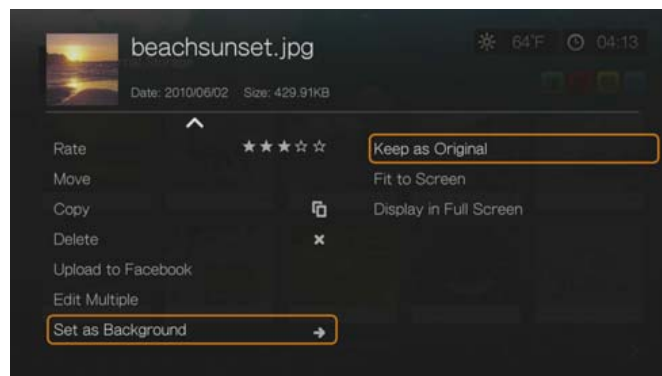 beachsunset.jpg
64°F
04:13
Date: 2010/06/02 Size: 429.91KB
Rate
Move
Copy
Delete
Upload to Facebook
Edit Multiple
Set as Background
Keep as Original
Fit to Screen
Display in Full Screen